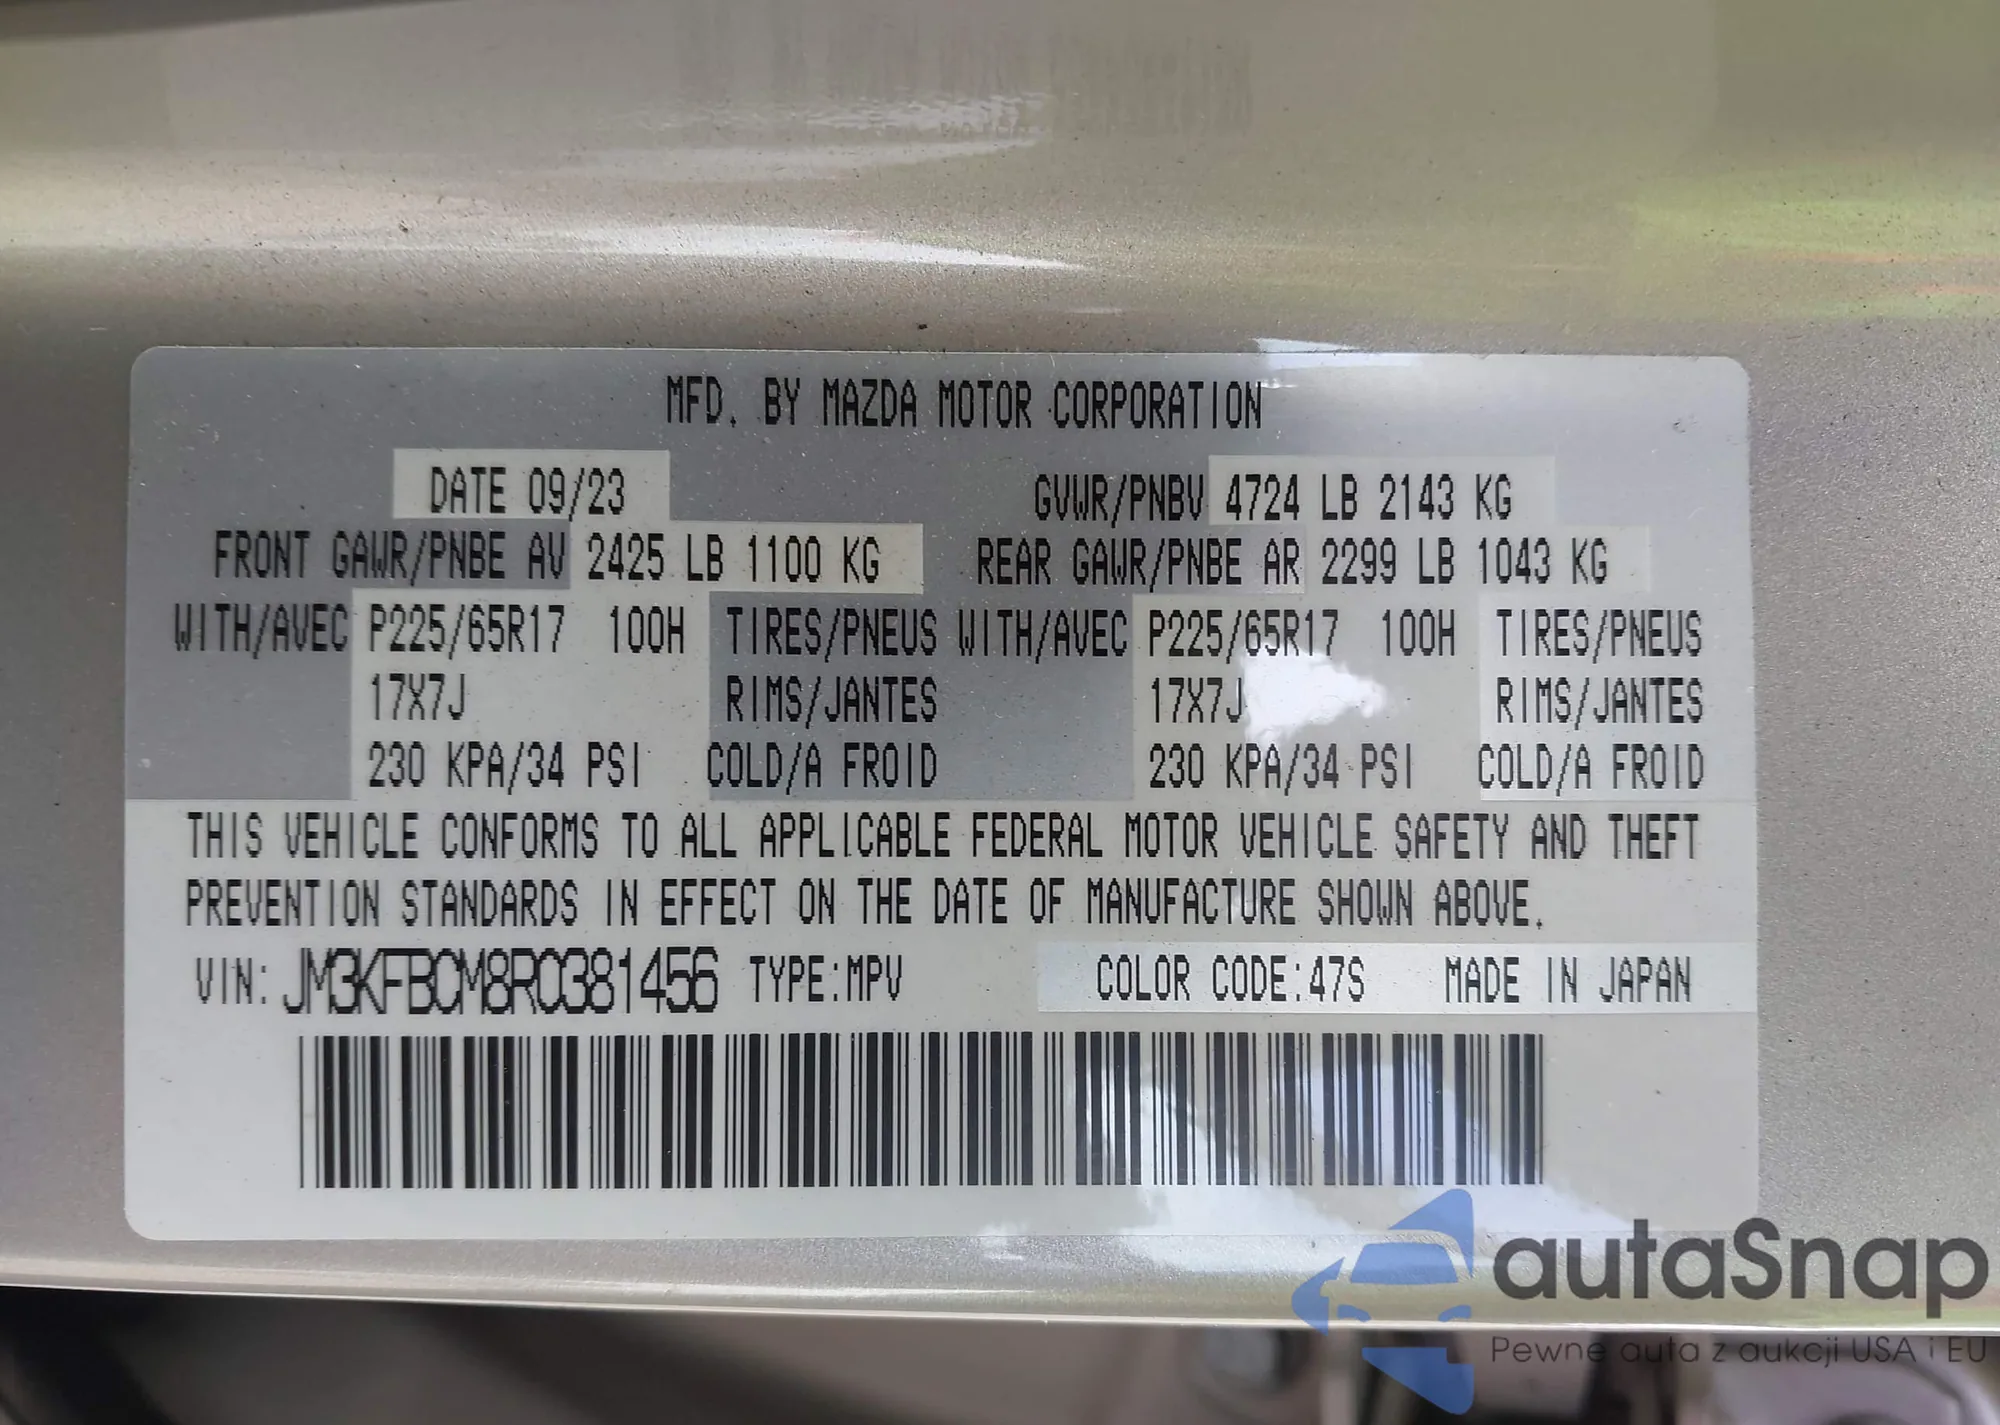 MFD. BY MAZDA MOTOR CORPORATION
DATE 09/23 GVWR/PNBV 4724 LB 2143 KG
FRONT GAWR/PNBE AV 2425 LB 1100 KG REAR GAWR/PNBE AR 2299 LB 1043 KG
WITH/AVEC P225/65R17 100H TIRES/PNEUS WITH/AVEC P225/65R17 100H TIRES/PNEUS
17X7J RIMS/JANTES 17X7J RIMS/JANTES
230 KPA/34 PSI COLD/A FROID 230 KPA/34 PSI COLD/A FROID
THIS VEHICLE CONFORMS TO ALL APPLICABLE FEDERAL MOTOR VEHICLE SAFETY AND THEFT
PREVENTION STANDARDS IN EFFECT ON THE DATE OF MANUFACTURE SHOWN ABOVE.
VIN: JM3KFBCM8R0381456 TYPE:MPV COLOR CODE:47S MADE IN JAPAN
autaSnap
Pewne auta z aukcji USA i EU